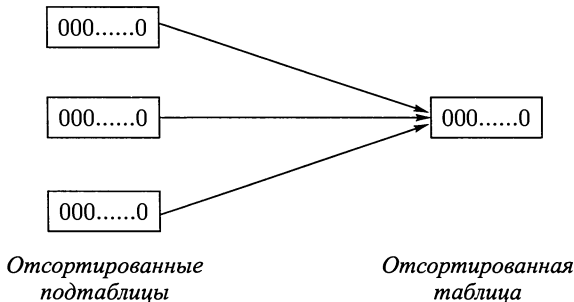 000......0
000......0
000......0
000......0
Отсортированные
подтаблицы
Отсортированная
таблица